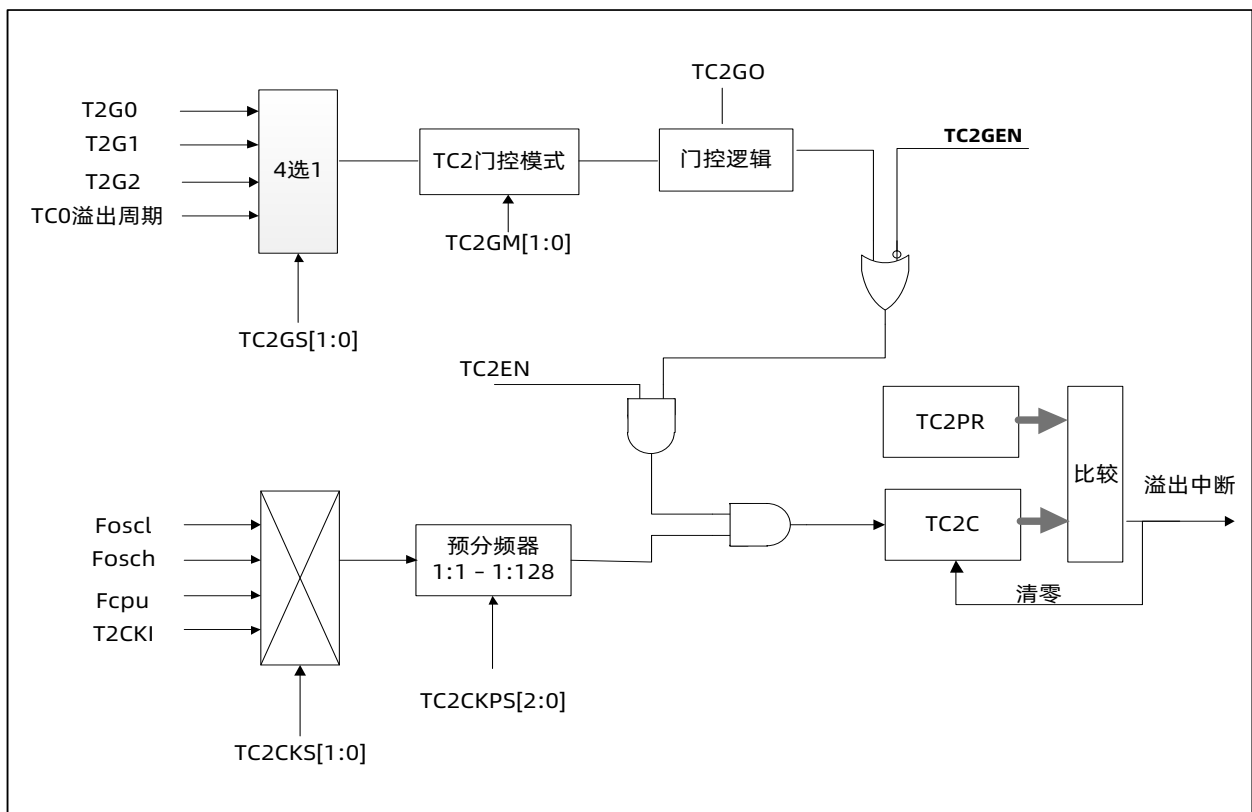 TC2GO
T2G0
T2G1
T2G2
TC0溢出周期
4选1
TC2门控模式
门控逻辑
TC2GEN
TC2GM[1:0]
TC2GS[1:0]
TC2EN
TC2PR
比较
溢出中断
Foscl
Fosch
Fcpu
T2CKI
预分频器
1:1 – 1:128
TC2C
清零
TC2CKPS[2:0]
TC2CKS[1:0]